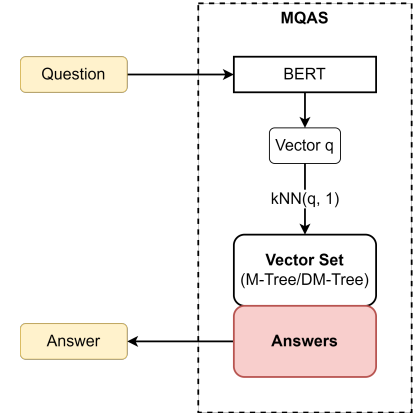 MQAS
Question
BERT
Vector q
kNN(q, 1)
Vector Set
(M-Tree/DM-Tree)
Answer
Answers